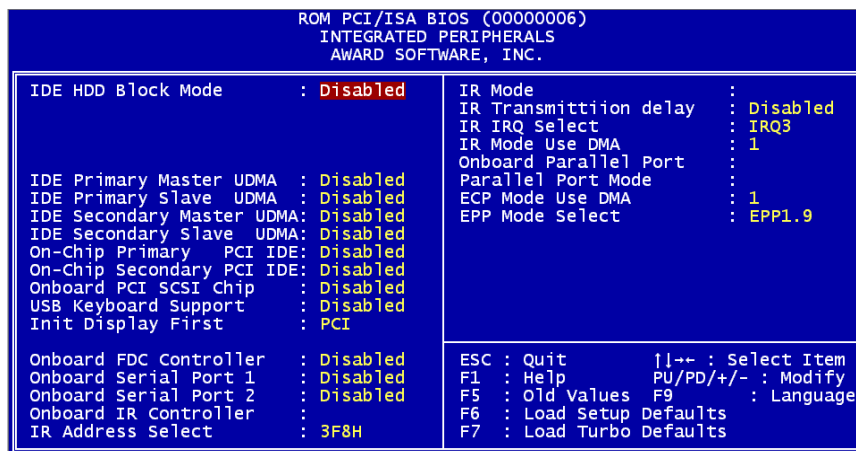 ROM PCI/ISA BIOS (00000006)
INTEGRATED PERIPHERALS
AWARD SOFTWARE, INC.
IDE HDD Block Mode : Disabled
IDE Primary Master UDMA : Disabled
IDE Primary Slave UDMA : Disabled
IDE Secondary Master UDMA: Disabled
IDE Secondary Slave UDMA: Disabled
On-Chip Primary PCI IDE: Disabled
On-Chip Secondary PCI IDE: Disabled
Onboard PCI SCSI Chip : Disabled
USB Keyboard Support : Disabled
Init Display First : PCI
Onboard FDC Controller : Disabled
Onboard Serial Port 1 : Disabled
Onboard Serial Port 2 : Disabled
Onboard IR Controller :
IR Address Select : 3F8H
IR Mode :
IR Transmittiion delay : Disabled
IR IRQ Select : IRQ3
IR Mode Use DMA : 1
Onboard Parallel Port :
Parallel Port Mode :
ECP Mode Use DMA : 1
EPP Mode Select : EPP1.9
ESC : Quit ↑↓→← : Select Item
F1 : Help PU/PD/+/- : Modify
F5 : Old Values F9 : Language
F6 : Load Setup Defaults
F7 : Load Turbo Defaults